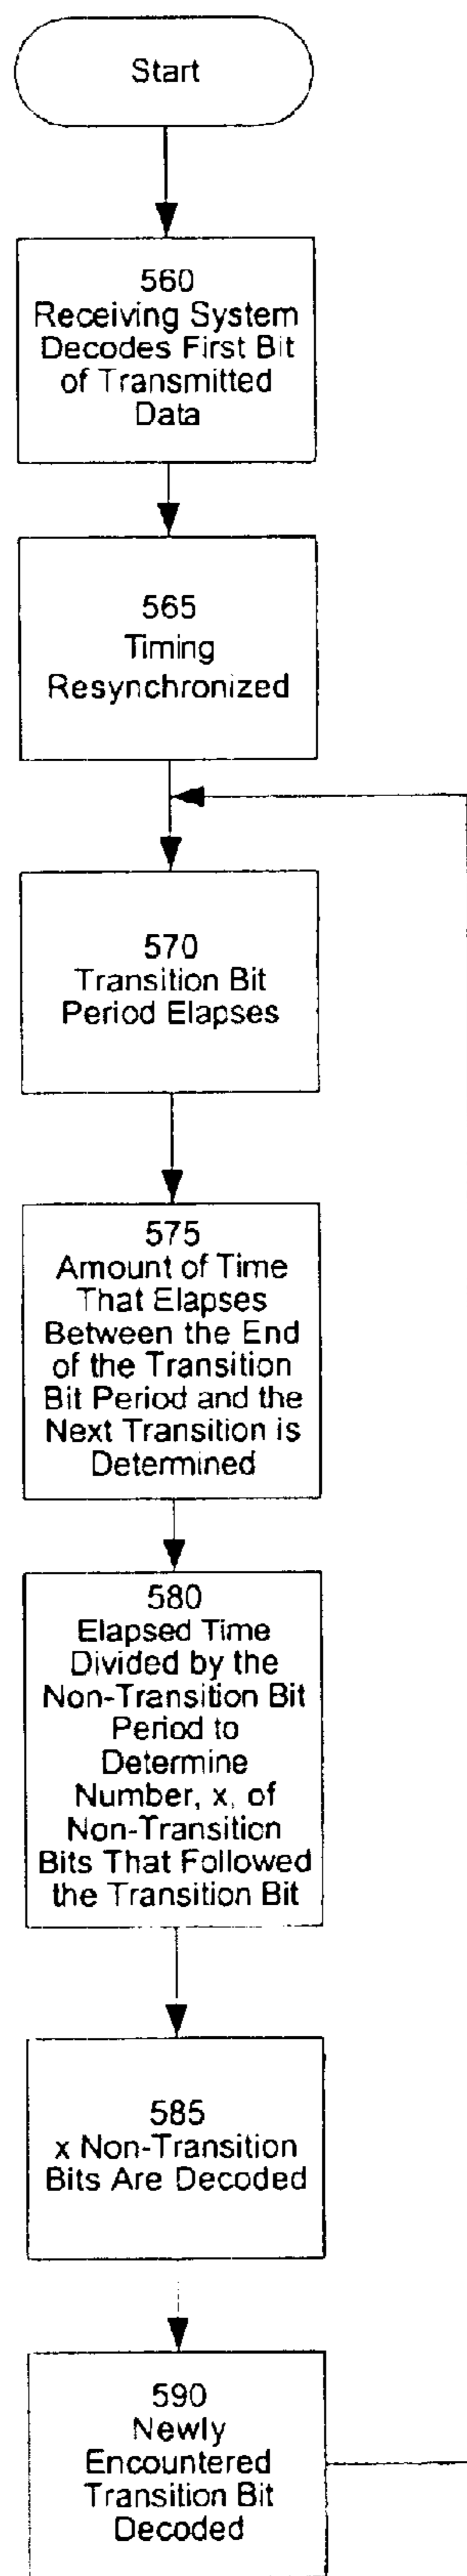 Start
560
Receiving System
Decodes First Bit
of Transmitted
Data
565
Timing
Resynchronized
570
Transition Bit
Period Elapses
575
Amount of Time
That Elapses
Between the End
of the Transition
Bit Period and the
Next Transition is
Determined
580
Elapsed Time
Divided by the
Non-Transition Bit
Period to
Determine
Number, x, of
Non-Transition
Bits That Followed
the Transition Bit
585
x Non-Transition
Bits Are Decoded
590
Newly
Encountered
Transition Bit
Decoded